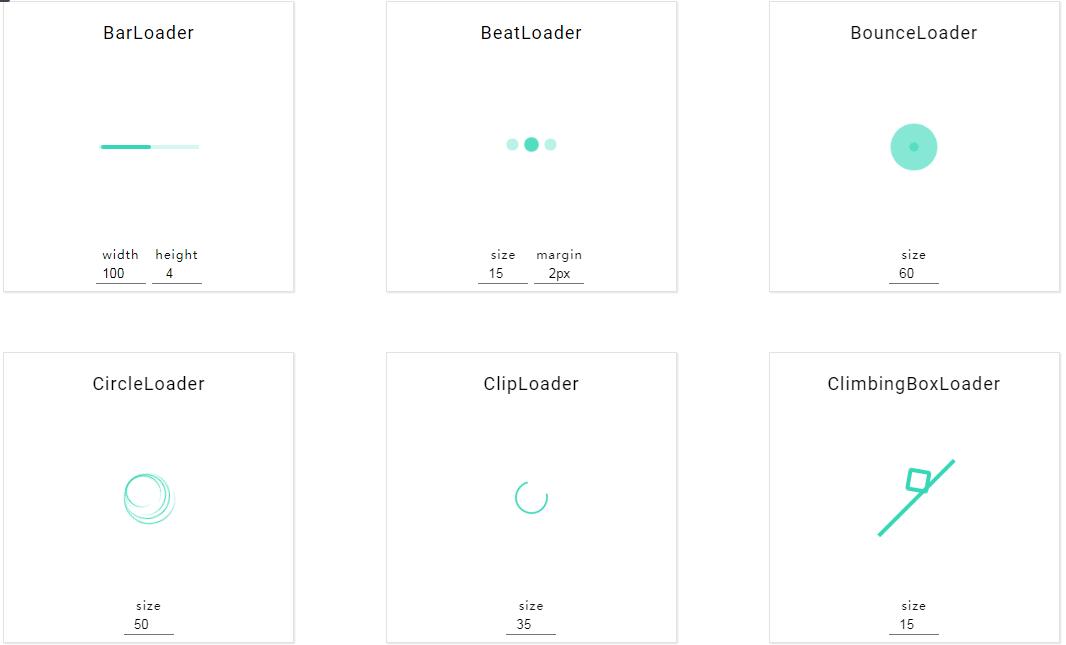 BarLoader
width height
100 4
BeatLoader
size margin
15 2px
BounceLoader
size
60
CircleLoader
size
50
ClipLoader
size
35
ClimbingBoxLoader
size
15